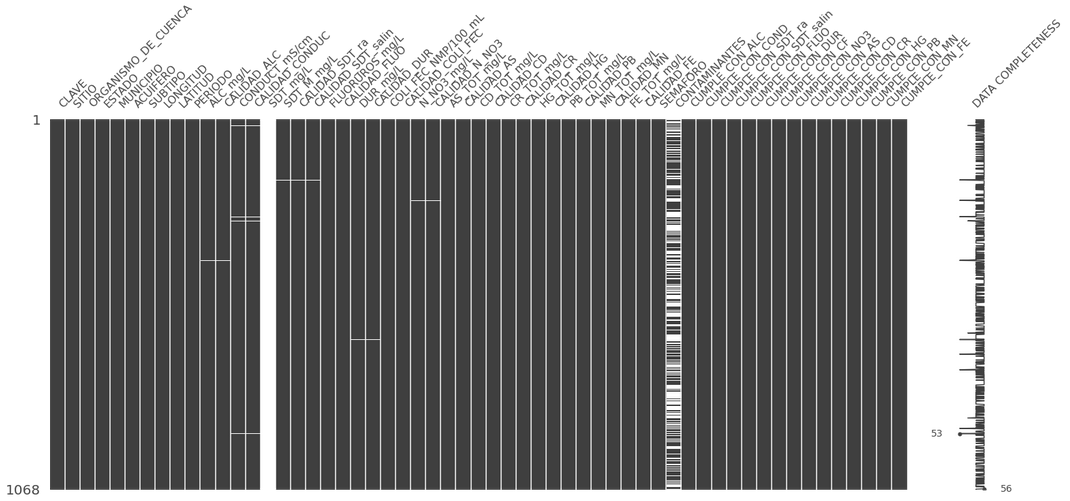 CLAVE
SITIO
ORGANISMO_DE_CUENCA
ESTADO
MUNICIPIO
ACUIFERO
SUBTIPO
LONGITUD
LATITUD
PERIODO
ALC_mg/L
CALIDAD_ALC
CONDUCT_mS/cm
CALIDAD_CONDUC
SDT_mg/L
SDT_M_mg/L
CALIDAD_SDT_ra
CALIDAD_SDT_salin
FLUORUROS_mg/L
CALIDAD_FLUO
DUR_mg/L
CALIDAD_DUR
COLI_FEC_NMP/100_mL
CALIDAD_COLI_FEC
N_NO3_mg/L
CALIDAD_N_NO3
AS_TOT_mg/L
CALIDAD_AS
CD_TOT_mg/L
CALIDAD_CD
CR_TOT_mg/L
CALIDAD_CR
HG_TOT_mg/L
CALIDAD_HG
PB_TOT_mg/L
CALIDAD_PB
MN_TOT_mg/L
CALIDAD_MN
FE_TOT_mg/L
CALIDAD_FE
SEMAFORO
CONTAMINANTES
CUMPLE_CON_ALC
CUMPLE_CON_COND
CUMPLE_CON_SDT_ra
CUMPLE_CON_SDT_salin
CUMPLE_CON_FLUO
CUMPLE_CON_DUR
CUMPLE_CON_CF
CUMPLE_CON_NO3
CUMPLE_CON_AS
CUMPLE_CON_CD
CUMPLE_CON_CR
CUMPLE_CON_HG
CUMPLE_CON_PB
CUMPLE_CON_MN
CUMPLE_CON_FE
DATA COMPLETENESS
1
53
1068
56